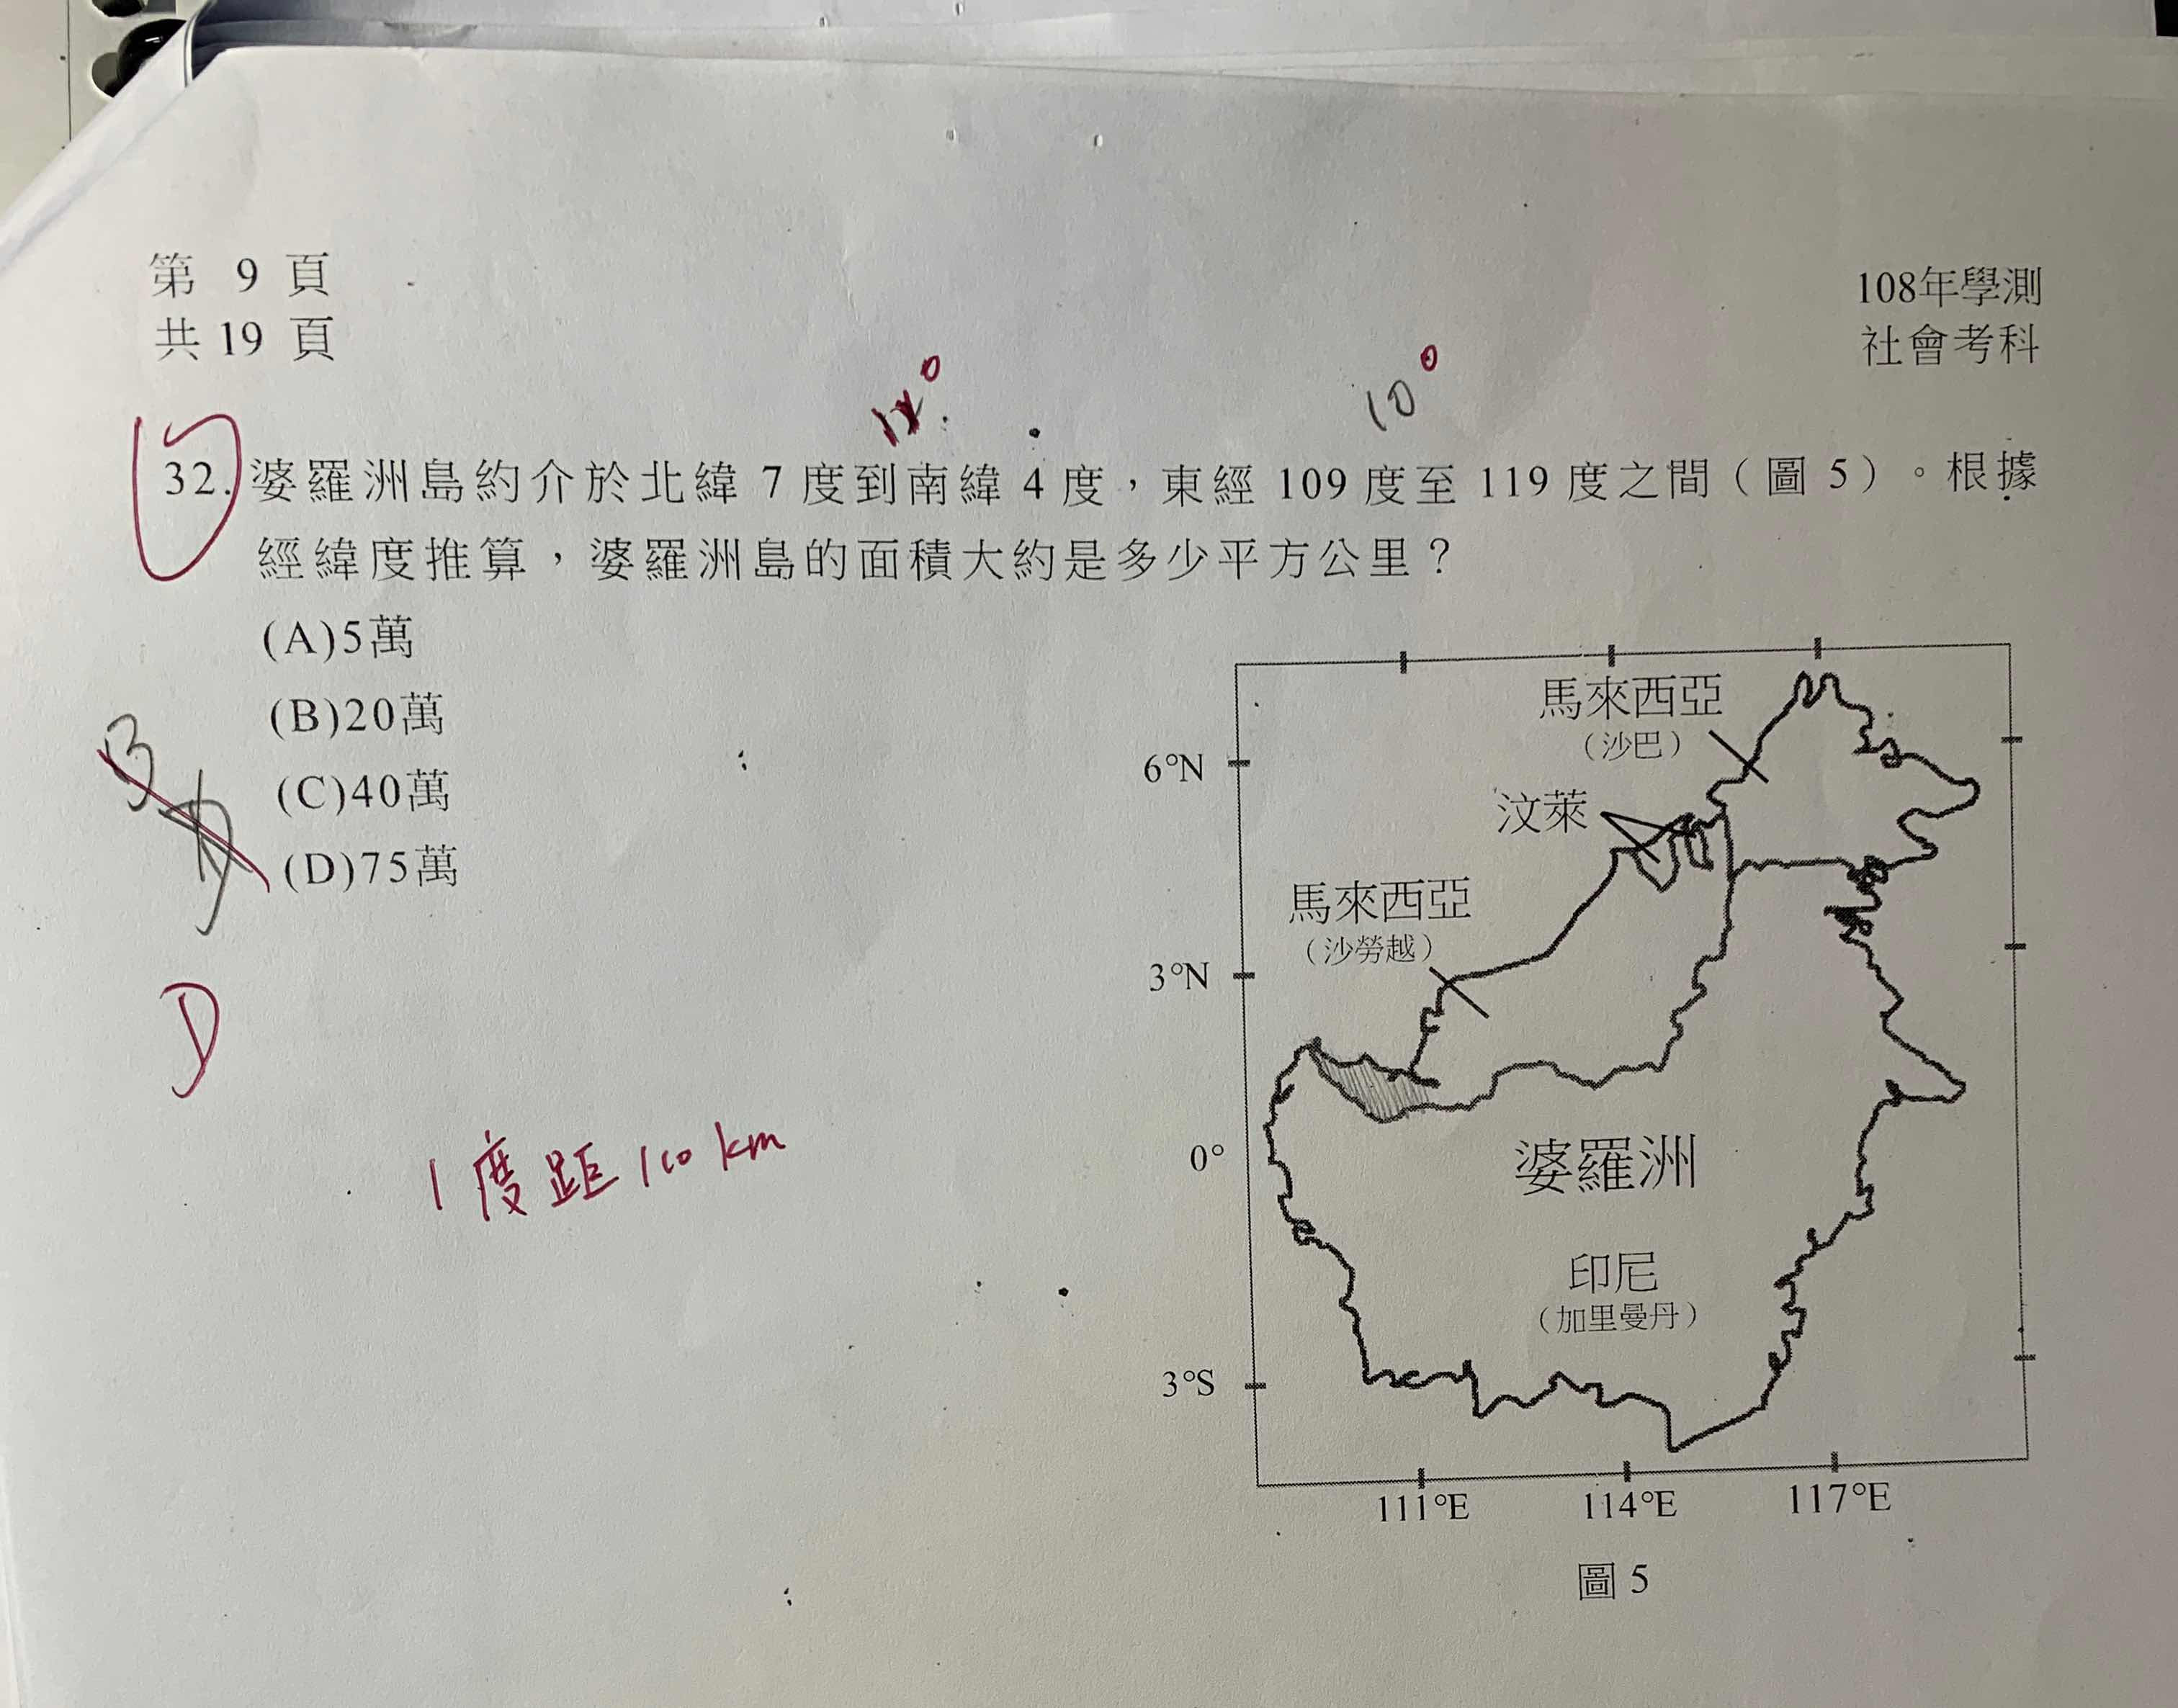 第 9 頁
共 19 頁
108年學測
社會考科
10°
32. 婆羅洲島約介於北緯 7 度到南緯 4 度，東經 109 度至 119 度之間（圖 5）。根據
經緯度推算，婆羅洲島的面積大約是多少平方公里？
(A)5萬
(B)20萬
(C)40萬
(D)75萬
B
D
1度距100 km
馬來西亞
（沙巴）
6°N
汶萊
馬來西亞
（沙勞越）
3°N
0°
婆羅洲
印尼
（加里曼丹）
3°S
111°E 114°E 117°E
圖 5